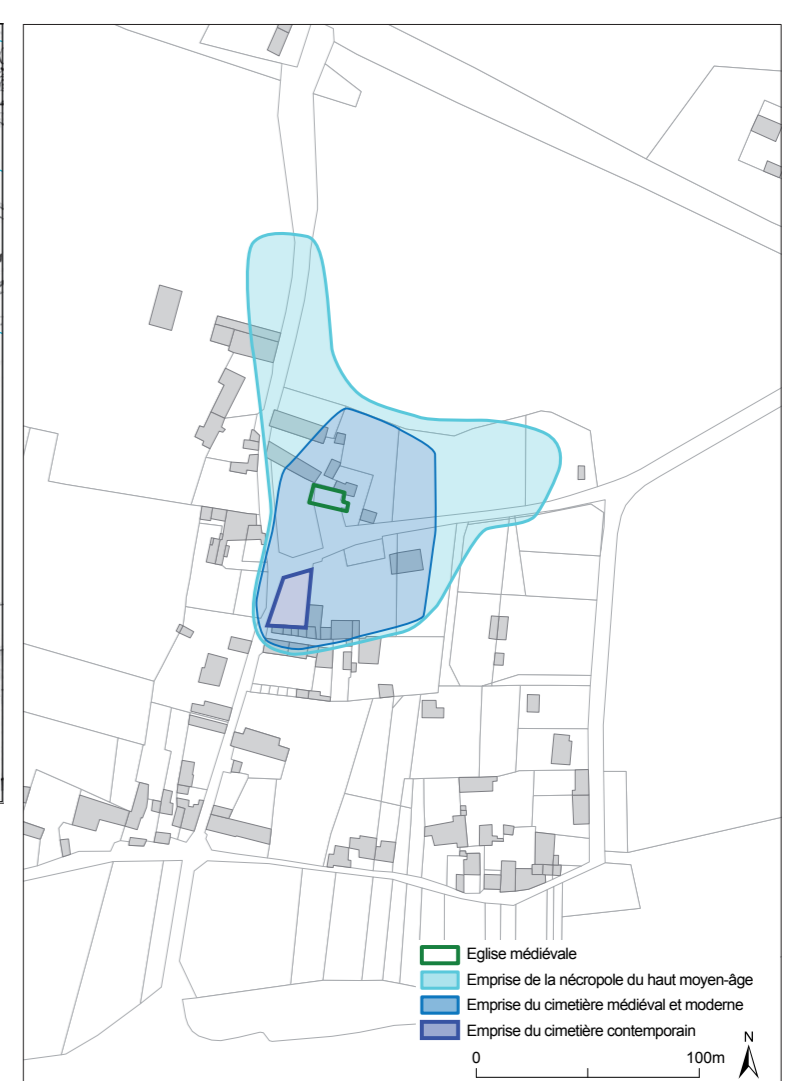 Eglise médiévale
Emprise de la nécropole du haut moyen-âge
Emprise du cimetière médiéval et moderne
Emprise du cimetière contemporain
N
0 100m